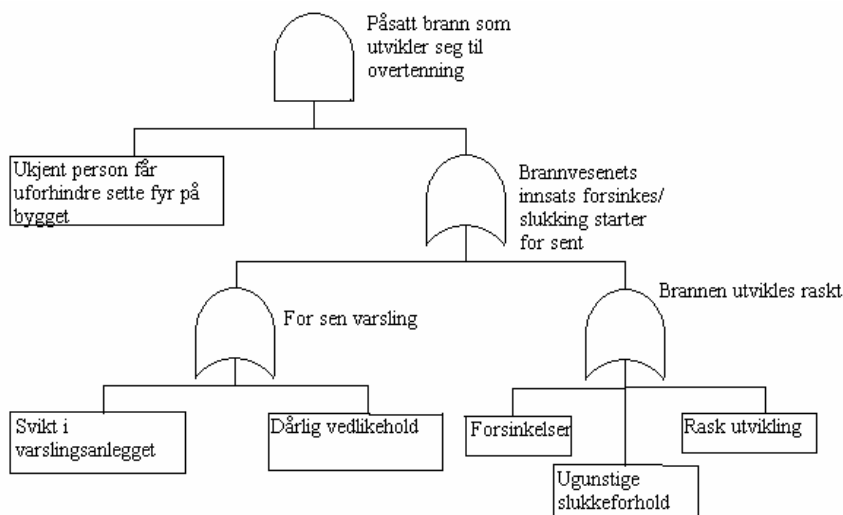 Påsatt brann som
utvikler seg til
overtenning
Ukjent person får
uforhindre sette fyr på
bygget
Brannvesenets
innsats forsinkes/
slukking starter
for sent
For sen varsling
Brannen utvikles raskt
Svikt i
varslingsanlegget
Dårlig vedlikehold
Forsinkelser
Rask utvikling
Ugunstige
slukkeforhold